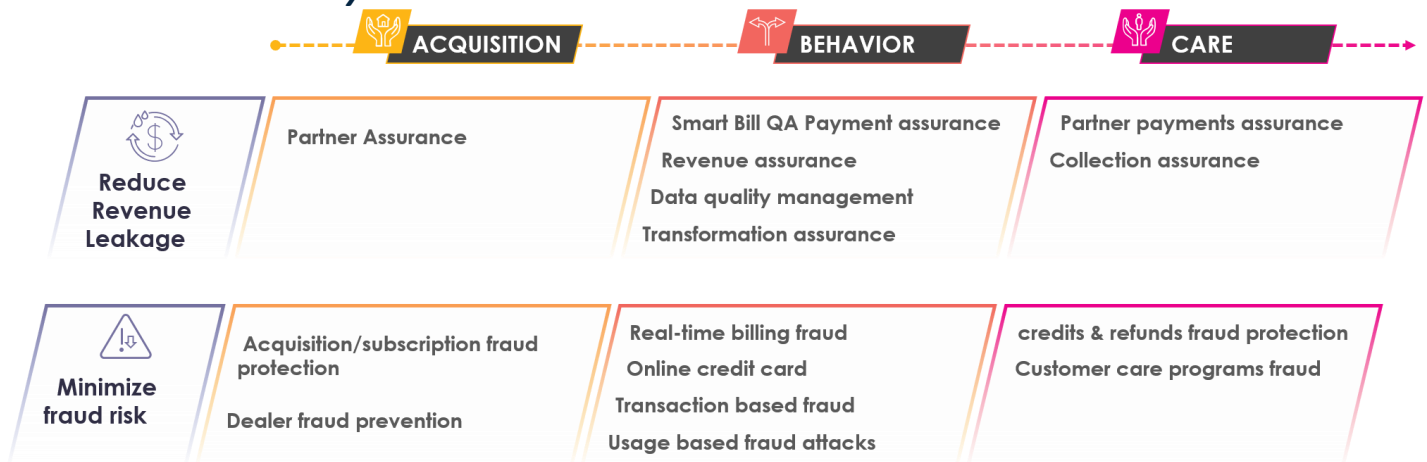 ACQUISITION
BEHAVIOR
CARE
Reduce
Revenue
Leakage
Partner Assurance
Smart Bill QA Payment assurance
Revenue assurance
Data quality management
Transformation assurance
Partner payments assurance
Collection assurance
Minimize
fraud risk
Acquisition/subscription fraud
protection
Dealer fraud prevention
Real-time billing fraud
Online credit card
Transaction based fraud
Usage based fraud attacks
credits & refunds fraud protection
Customer care programs fraud